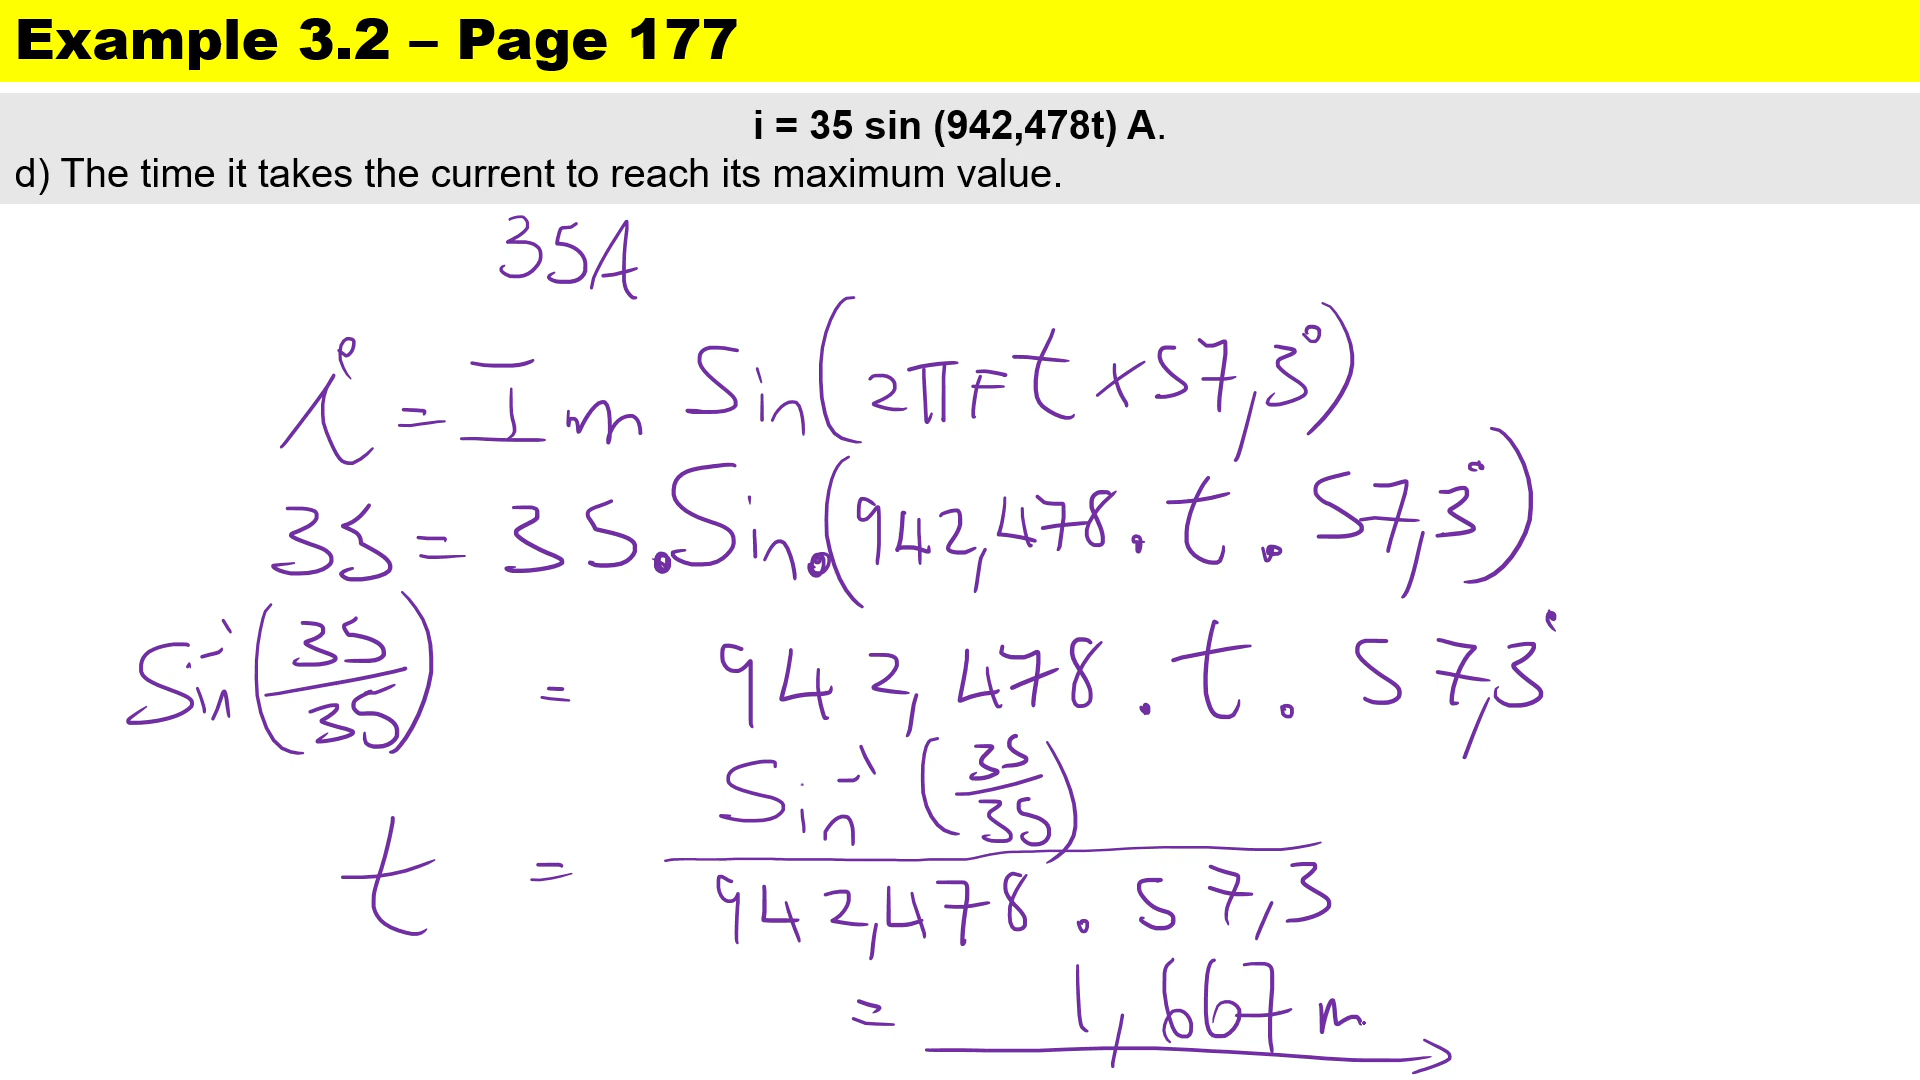 Example 3.2 – Page 177
i = 35 sin (942,478t) A.
d) The time it takes the current to reach its maximum value.
35A
i = Im Sin(2πFt × 57,3°)
35 = 35.Sin.(942,478 . t . 57,3°)
Sin⁻¹(35/35) = 942,478 . t . 57,3°
t = Sin⁻¹(35/35) / 942,478 . 57,3
= 1,667 m